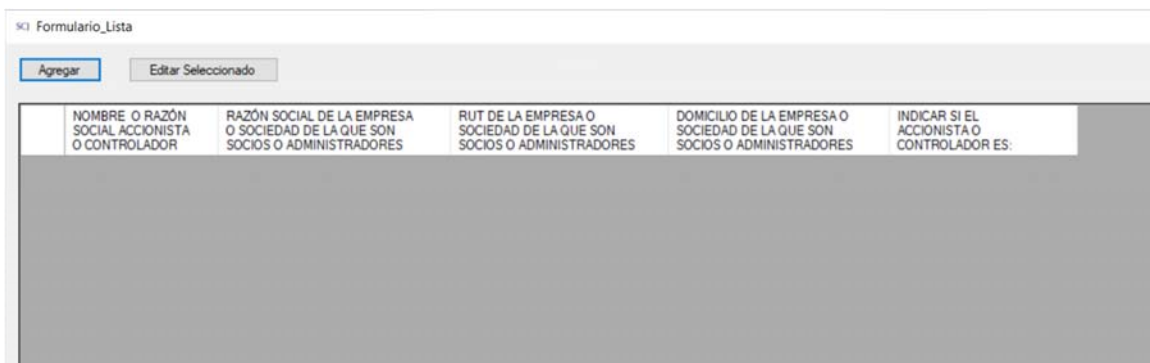 SCJ Formulario_Lista
Agregar
Editar Seleccionado
NOMBRE O RAZÓN
SOCIAL ACCIONISTA
O CONTROLADOR
RAZÓN SOCIAL DE LA EMPRESA
O SOCIEDAD DE LA QUE SON
SOCIOS O ADMINISTRADORES
RUT DE LA EMPRESA O
SOCIEDAD DE LA QUE SON
SOCIOS O ADMINISTRADORES
DOMICILIO DE LA EMPRESA O
SOCIEDAD DE LA QUE SON
SOCIOS O ADMINISTRADORES
INDICAR SI EL
ACCIONISTA O
CONTROLADOR ES: